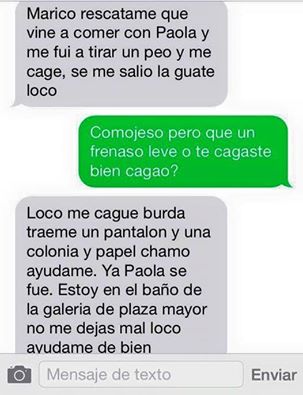 Marico rescatame que
vine a comer con Paola y
me fui a tirar un peo y me
cage, se me salio la guate
loco
Comojeso pero que un
frenaso leve o te cagaste
bien cagao?
Loco me cague burda
traeme un pantalon y una
colonia y papel chamo
ayudame. Ya Paola se
fue. Estoy en el baño de
la galeria de plaza mayor
no me dejas mal loco
ayudame de bien
Mensaje de texto
Enviar